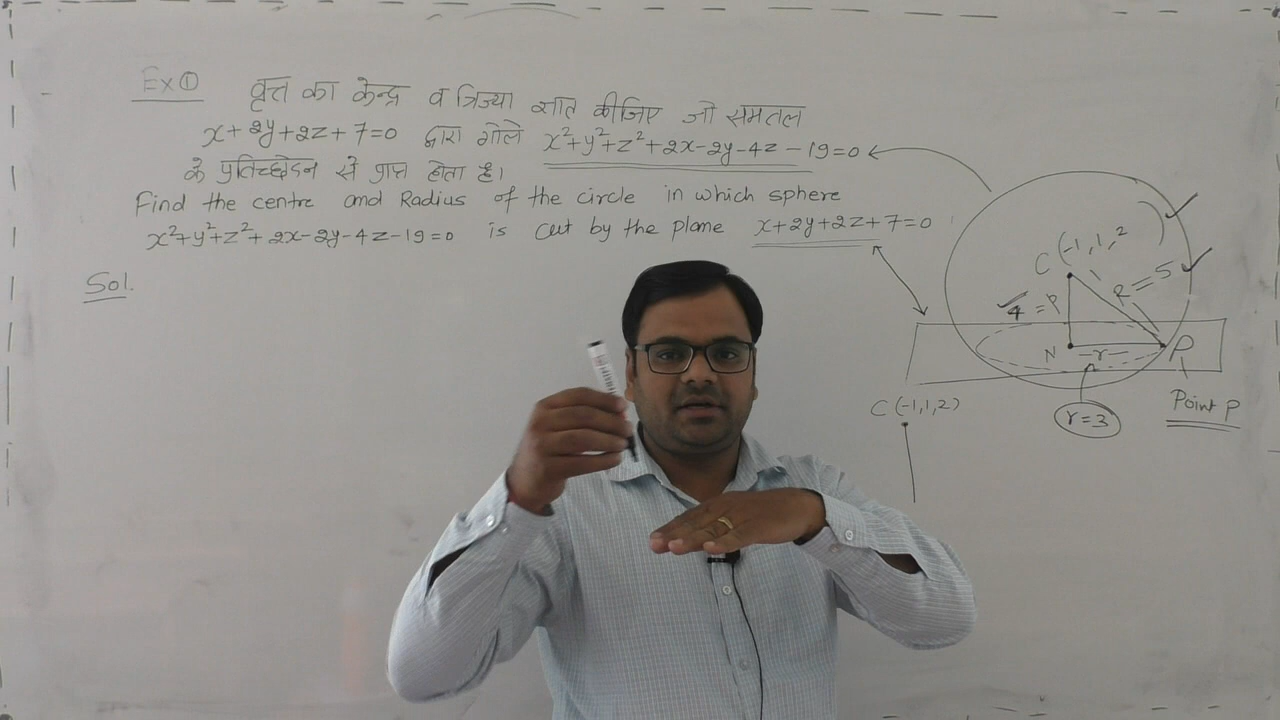 Ex ①
वृत्त का केन्द्र व त्रिज्या ज्ञात कीजिए जो समतल
x+2y+2z+7=0 द्वारा गोले x²+y²+z²+2x-2y-4z-19=0
के प्रतिच्छेदन से प्राप्त होता है।
Find the centre and Radius of the circle in which sphere
x²+y²+z²+2x-2y-4z-19=0 is cut by the plane x+2y+2z+7=0
Sol.
C (-1,1,2
R=5
4=P
N
r
P
r=3
Point P
C (-1,1,2)